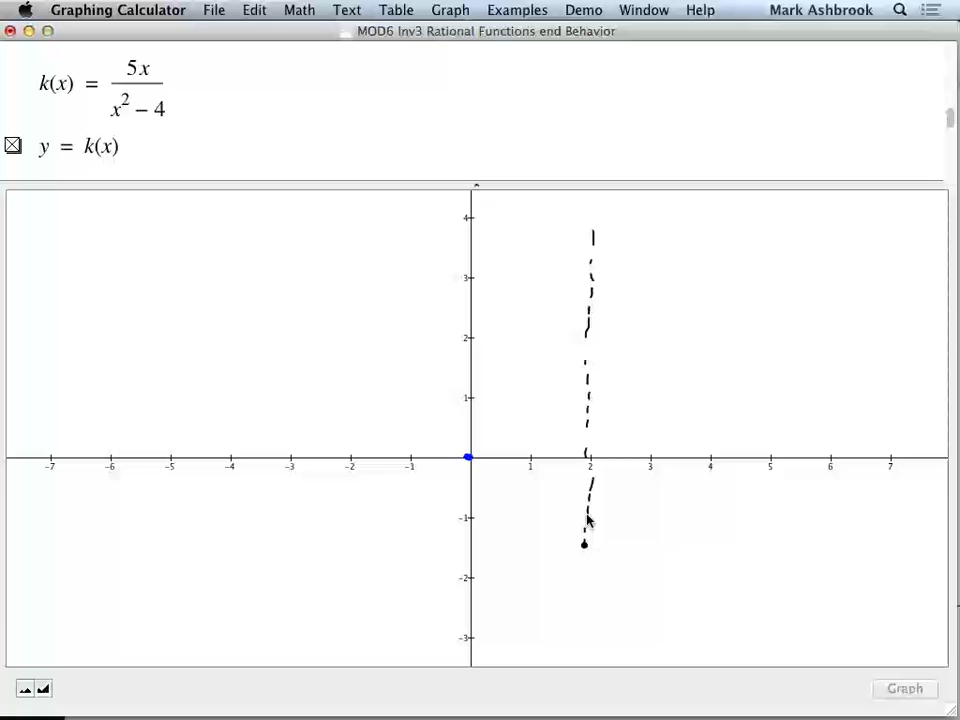 Graphing Calculator File Edit Math Text Table Graph Examples Demo Window Help Mark Ashbrook
MOD6 Inv3 Rational Functions end Behavior
k(x) = 5x / x² − 4
y = k(x)
4
3
2
1
-7 -6 -5 -4 -3 -2 -1 1 2 3 4 5 6 7
-1
-2
-3
Graph